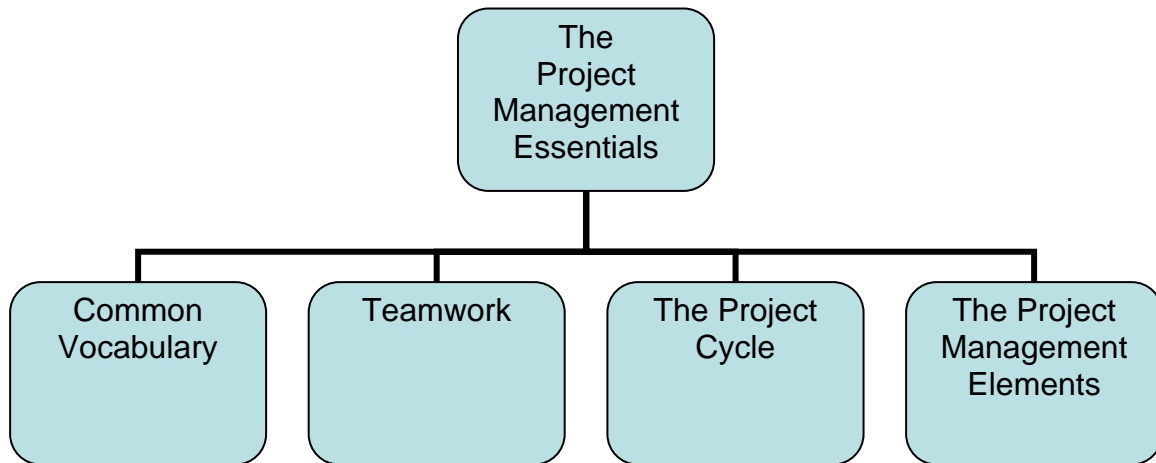 The
Project
Management
Essentials
Common
Vocabulary
Teamwork
The Project
Cycle
The Project
Management
Elements